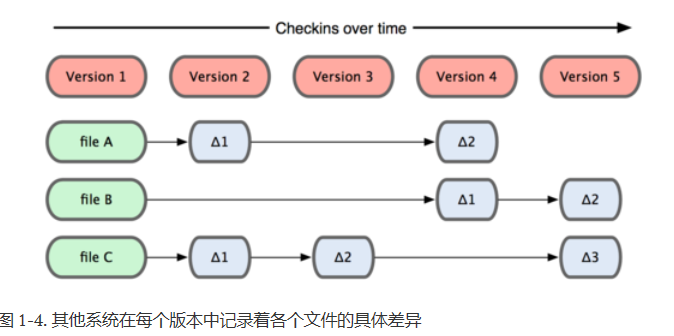 Checkins over time
Version 1 Version 2 Version 3 Version 4 Version 5
file A Δ1 Δ2
file B Δ1 Δ2
file C Δ1 Δ2 Δ3
图 1-4. 其他系统在每个版本中记录着各个文件的具体差异